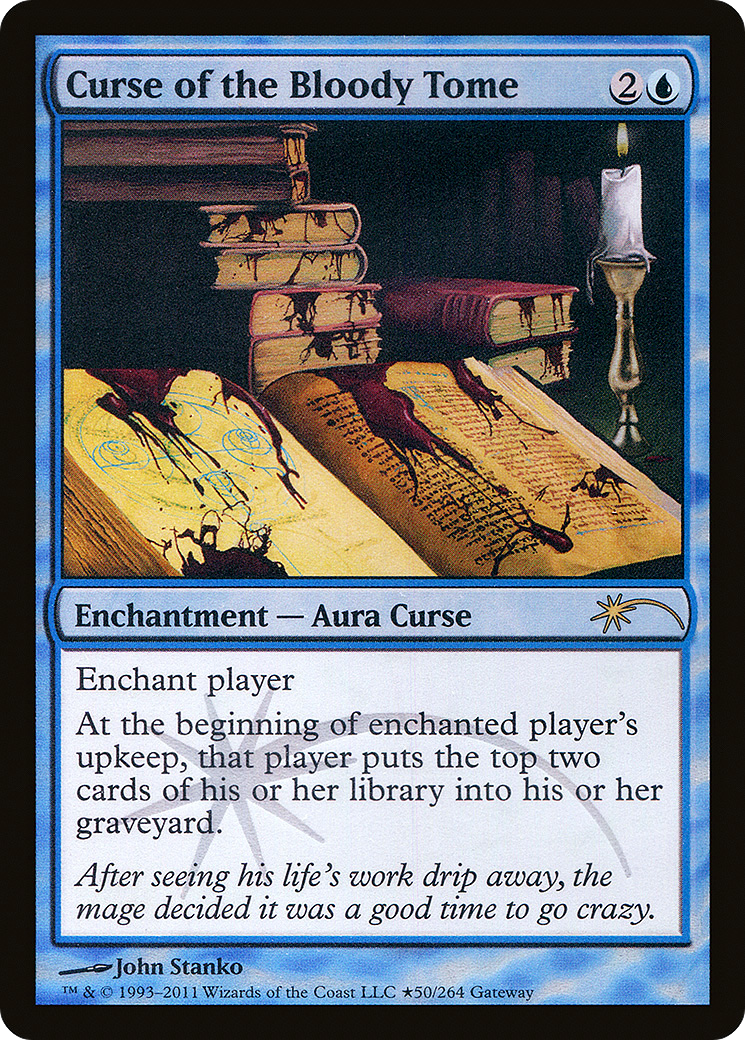 Curse of the Bloody Tome 2
Enchantment — Aura Curse
Enchant player
At the beginning of enchanted player's
upkeep, that player puts the top two
cards of his or her library into his or her
graveyard.
After seeing his life's work drip away, the
mage decided it was a good time to go crazy.
John Stanko
™ & © 1993–2011 Wizards of the Coast LLC ★50/264 Gateway